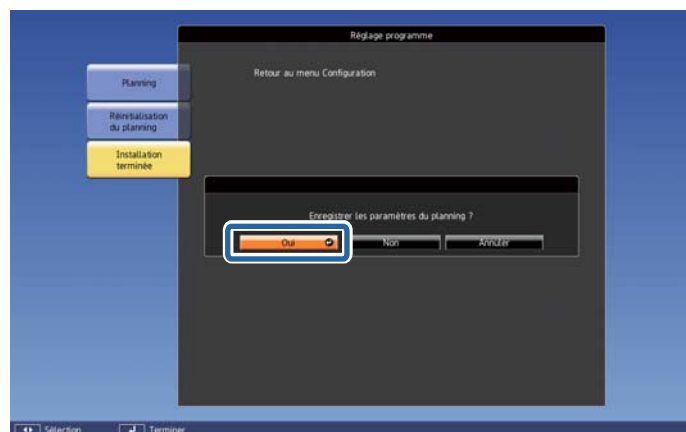 Réglage programme
Retour au menu Configuration
Planning
Réinitialisation
du planning
Installation
terminée
Enregistrer les paramètres du planning ?
Oui
Non
Annuler
Sélection
Terminer